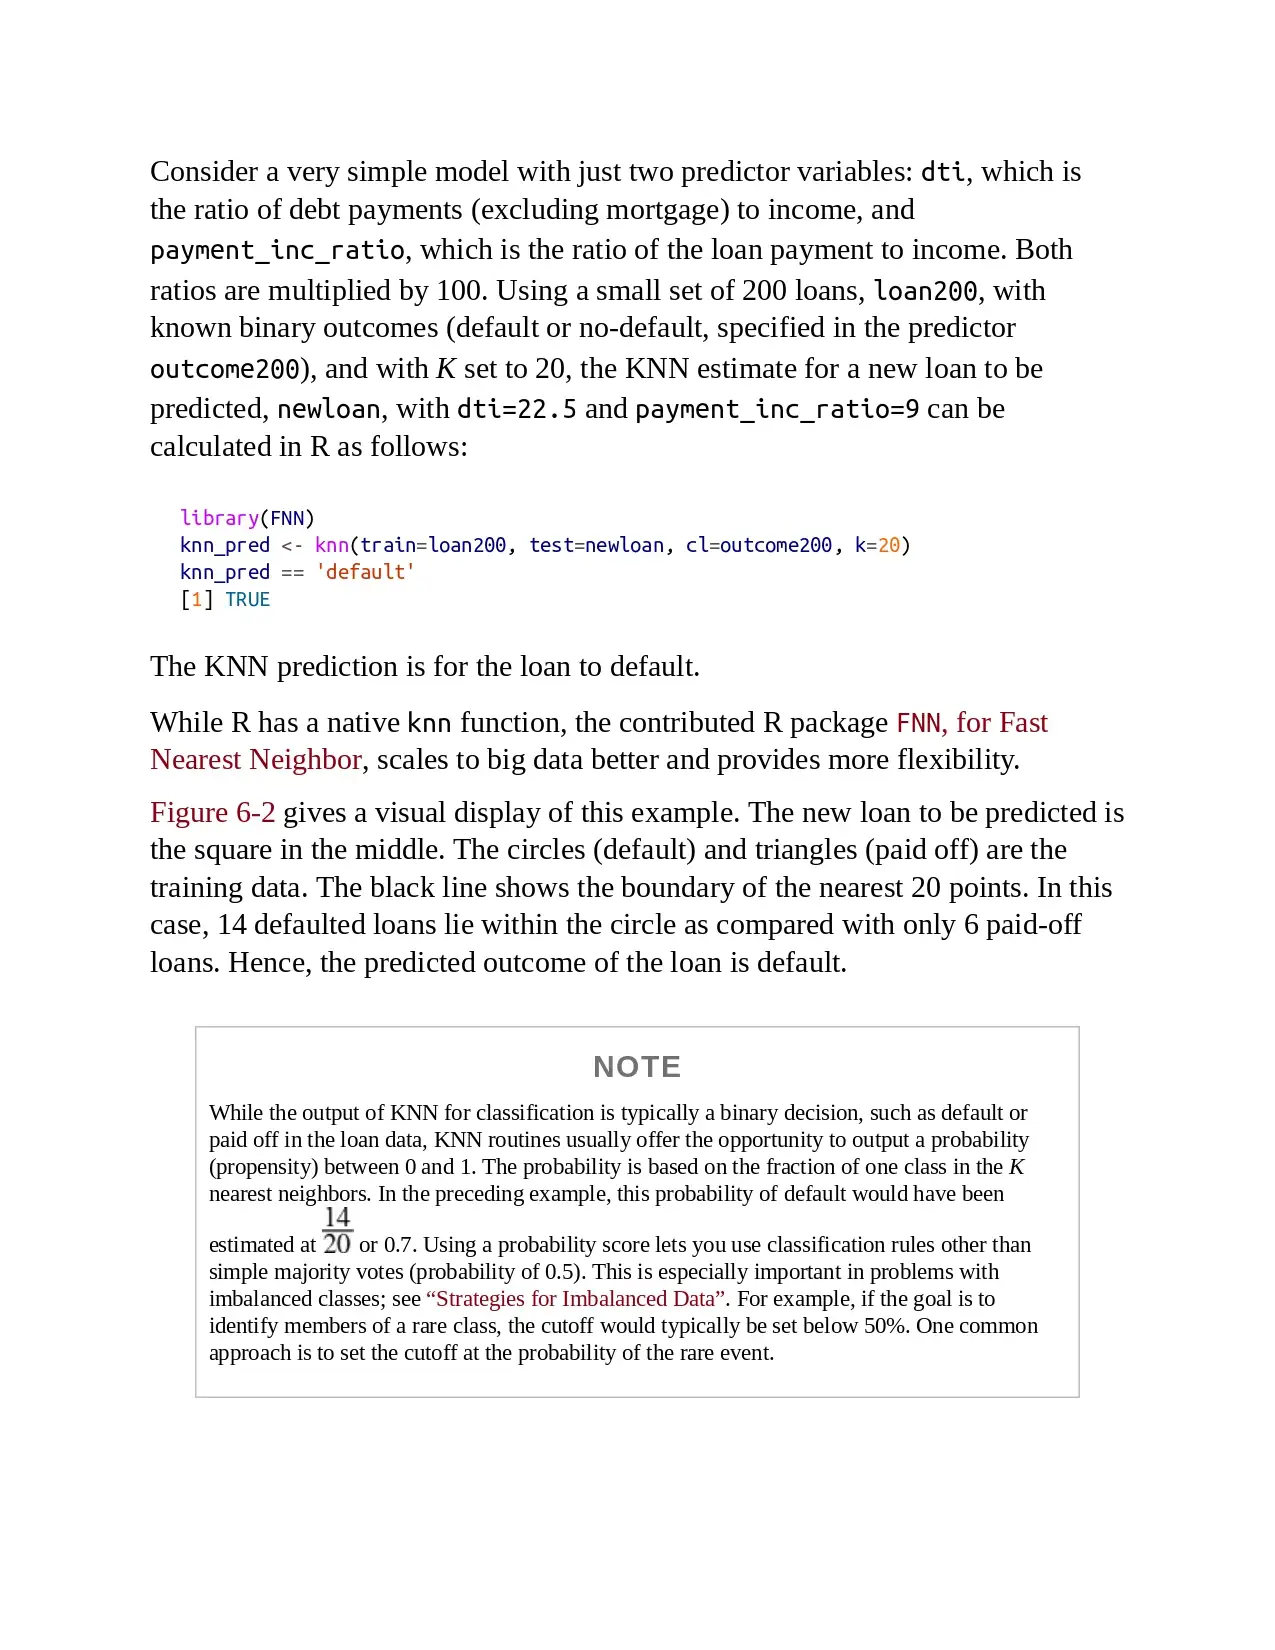 Consider a very simple model with just two predictor variables: dti, which is
the ratio of debt payments (excluding mortgage) to income, and
payment_inc_ratio, which is the ratio of the loan payment to income. Both
ratios are multiplied by 100. Using a small set of 200 loans, loan200, with
known binary outcomes (default or no-default, specified in the predictor
outcome200), and with K set to 20, the KNN estimate for a new loan to be
predicted, newloan, with dti=22.5 and payment_inc_ratio=9 can be
calculated in R as follows:
library(FNN)
knn_pred <- knn(train=loan200, test=newloan, cl=outcome200, k=20)
knn_pred == 'default'
[1] TRUE
The KNN prediction is for the loan to default.
While R has a native knn function, the contributed R package FNN, for Fast
Nearest Neighbor, scales to big data better and provides more flexibility.
Figure 6-2 gives a visual display of this example. The new loan to be predicted is
the square in the middle. The circles (default) and triangles (paid off) are the
training data. The black line shows the boundary of the nearest 20 points. In this
case, 14 defaulted loans lie within the circle as compared with only 6 paid-off
loans. Hence, the predicted outcome of the loan is default.
NOTE
While the output of KNN for classification is typically a binary decision, such as default or
paid off in the loan data, KNN routines usually offer the opportunity to output a probability
(propensity) between 0 and 1. The probability is based on the fraction of one class in the K
nearest neighbors. In the preceding example, this probability of default would have been
estimated at 14/20 or 0.7. Using a probability score lets you use classification rules other than
simple majority votes (probability of 0.5). This is especially important in problems with
imbalanced classes; see “Strategies for Imbalanced Data”. For example, if the goal is to
identify members of a rare class, the cutoff would typically be set below 50%. One common
approach is to set the cutoff at the probability of the rare event.